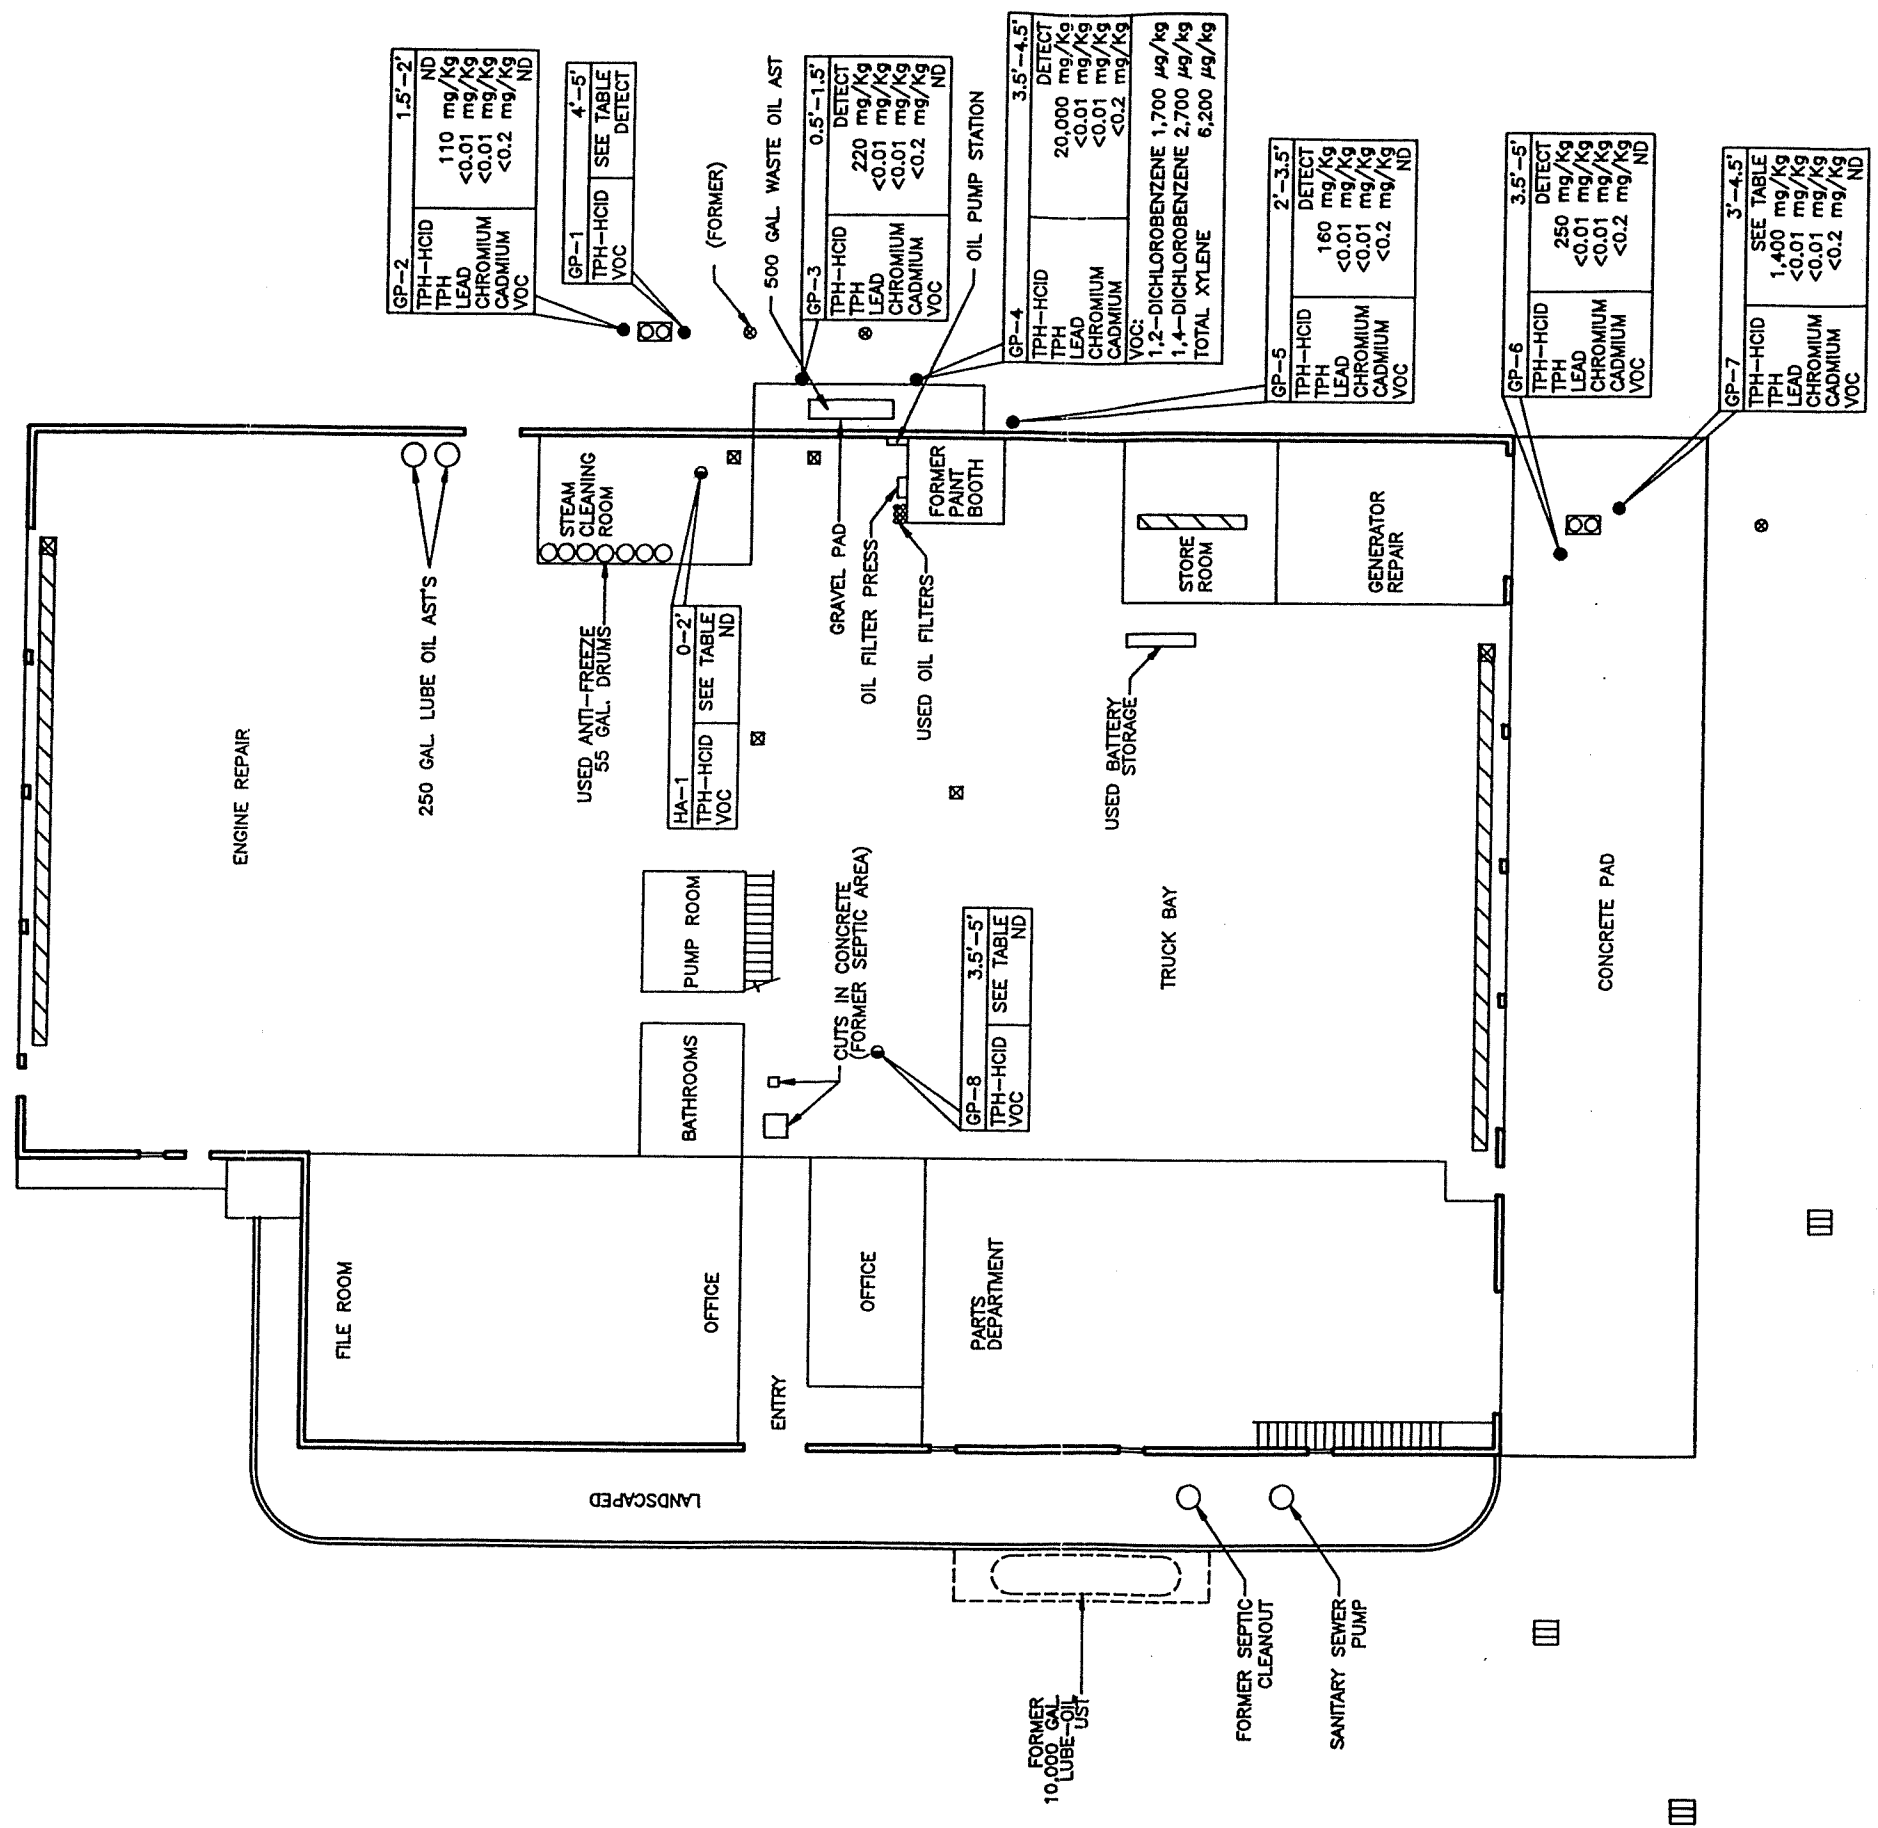 GP-2 1.5'-2'
TPH-HCID ND
TPH 110 mg/Kg
LEAD <0.01 mg/Kg
CHROMIUM <0.01 mg/Kg
CADMIUM <0.2 mg/Kg
VOC ND
GP-1 4'-5'
TPH-HCID SEE TABLE
VOC DETECT
(FORMER)
500 GAL. WASTE OIL AST
GP-3 0.5'-1.5'
TPH-HCID DETECT
TPH 220 mg/Kg
LEAD <0.01 mg/Kg
CHROMIUM <0.01 mg/Kg
CADMIUM <0.2 mg/Kg
VOC ND
OIL PUMP STATION
GP-4 3.5'-4.5'
TPH-HCID DETECT
TPH 20,000 mg/Kg
LEAD <0.01 mg/Kg
CHROMIUM <0.01 mg/Kg
CADMIUM <0.2 mg/Kg
VOC:
1,2-DICHLOROBENZENE 1,700 µg/kg
1,4-DICHLOROBENZENE 2,700 µg/kg
TOTAL XYLENE 6,200 µg/kg
GP-5 2'-3.5'
TPH-HCID DETECT
TPH 160 mg/Kg
LEAD <0.01 mg/Kg
CHROMIUM <0.01 mg/Kg
CADMIUM <0.2 mg/Kg
VOC ND
GP-6 3.5'-5'
TPH-HCID DETECT
TPH 250 mg/Kg
LEAD <0.01 mg/Kg
CHROMIUM <0.01 mg/Kg
CADMIUM <0.2 mg/Kg
VOC ND
GP-7 3'-4.5'
TPH-HCID SEE TABLE
TPH 1,400 mg/Kg
LEAD <0.01 mg/Kg
CHROMIUM <0.01 mg/Kg
CADMIUM <0.2 mg/Kg
VOC ND
ENGINE REPAIR
250 GAL. LUBE OIL AST'S
STEAM
CLEANING
ROOM
USED ANTI-FREEZE
55 GAL. DRUMS
HA-1 0-2'
TPH-HCID SEE TABLE
VOC ND
GRAVEL PAD
OIL FILTER PRESS
USED OIL FILTERS
FORMER
PAINT
BOOTH
STORE
ROOM
GENERATOR
REPAIR
USED BATTERY
STORAGE
PUMP ROOM
BATHROOMS
CUTS IN CONCRETE
(FORMER SEPTIC AREA)
GP-8 3.5'-5'
TPH-HCID SEE TABLE
VOC ND
TRUCK BAY
CONCRETE PAD
FILE ROOM
OFFICE
ENTRY
OFFICE
PARTS
DEPARTMENT
LANDSCAPED
FORMER
10,000 GAL.
LUBE-OIL
UST
FORMER SEPTIC
CLEANOUT
SANITARY SEWER
PUMP